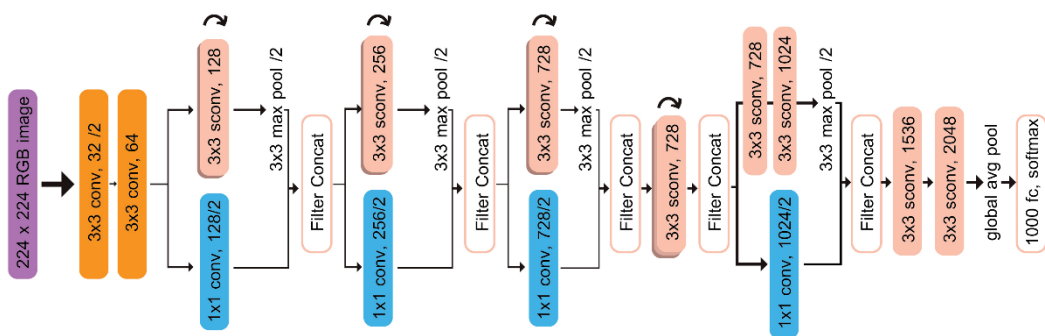 224 x 224 RGB image
3x3 conv, 32 /2
3x3 conv, 64
3x3 sconv, 128
1x1 conv, 128/2
3x3 max pool /2
Filter Concat
3x3 sconv, 256
1x1 conv, 256/2
3x3 max pool /2
Filter Concat
3x3 sconv, 728
1x1 conv, 728/2
3x3 max pool /2
Filter Concat
3x3 sconv, 728
Filter Concat
3x3 sconv, 728
3x3 sconv, 1024
1x1 conv, 1024/2
3x3 max pool /2
Filter Concat
3x3 sconv, 1536
3x3 sconv, 2048
global avg pool
1000 fc, softmax